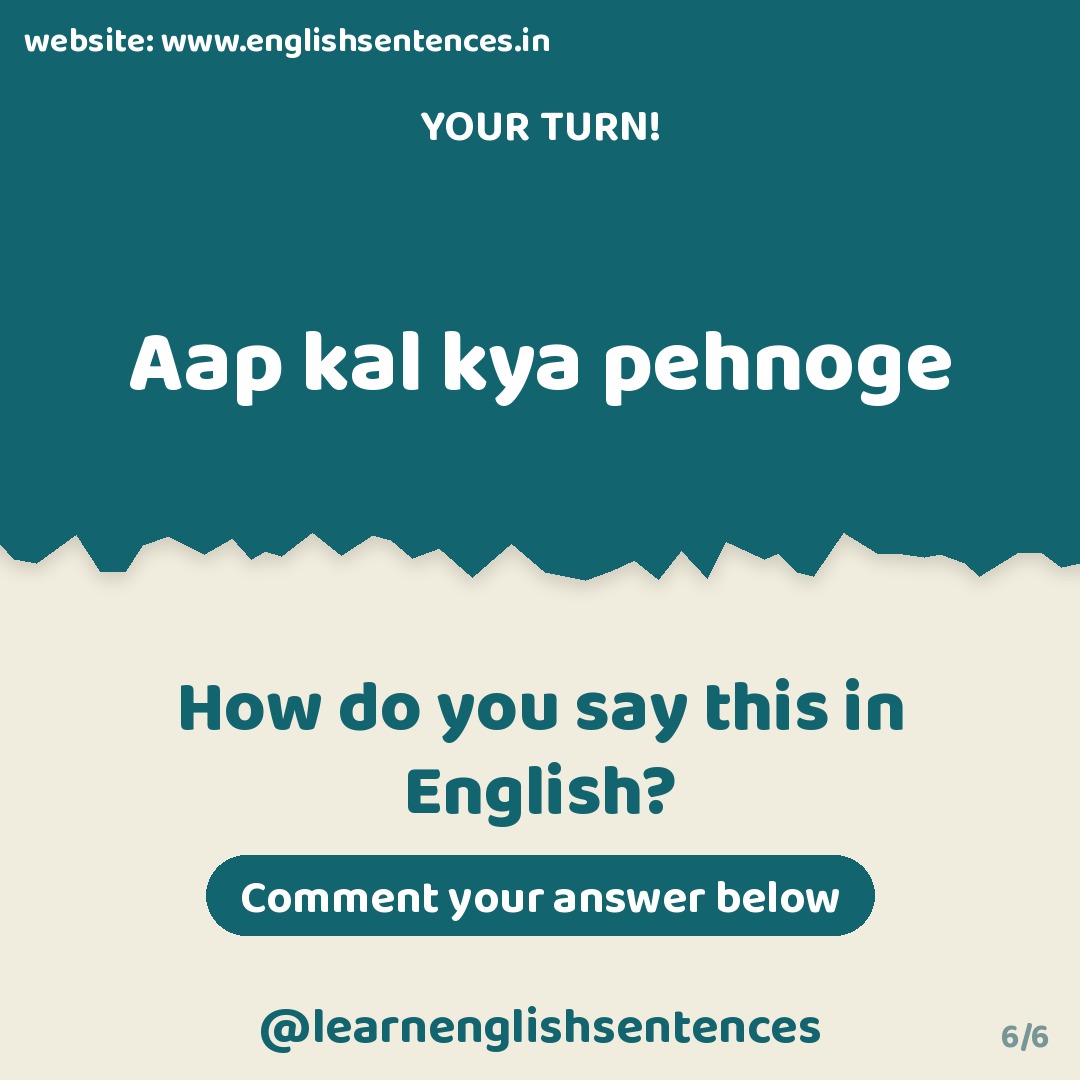 website: www.englishsentences.in
YOUR TURN!
Aap kal kya pehnoge
How do you say this in
English?
Comment your answer below
@learnenglishsentences
6/6